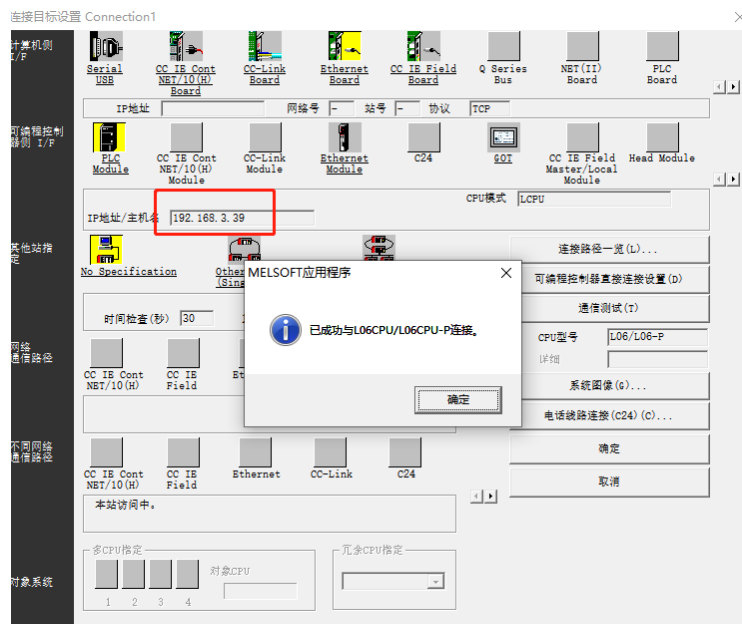 连接目标设置 Connection1
计算机侧
I/F
Serial
USB
CC IE Cont
NET/10(H)
Board
CC-Link
Board
Ethernet
Board
CC IE Field
Board
Q Series
Bus
NET(II)
Board
PLC
Board
IP地址
网络号 -
站号 -
协议 TCP
可编程控制
器侧 I/F
PLC
Module
CC IE Cont
NET/10(H)
Module
CC-Link
Module
Ethernet
Module
C24
GOT
CC IE Field
Master/Local
Module
Head Module
CPU模式 LCPU
IP地址/主机名 192.168.3.39
其他站指
定
No Specification
时间检查(秒) 30
MELSOFT应用程序
已成功与L06CPU/L06CPU-P连接。
确定
连接路径一览(L)...
可编程控制器直接连接设置(D)
通信测试(T)
CPU型号 L06/L06-P
详细
系统图像(G)...
电话线路连接(C24)(C)...
确定
取消
网络
通信路径
CC IE Cont
NET/10(H)
CC IE
Field
不同网络
通信路径
CC IE Cont
NET/10(H)
CC IE
Field
Ethernet
CC-Link
C24
本站访问中。
对象系统
多CPU指定
1 2 3 4
对象CPU
冗余CPU指定